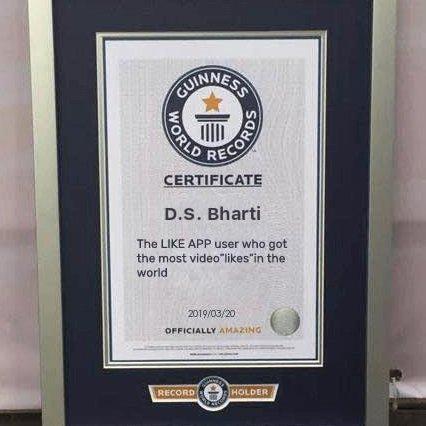 GUINNESS
WORLD RECORDS
CERTIFICATE
D.S. Bharti
The LIKE APP user who got
the most video"likes"in the
world
2019/03/20
OFFICIALLY AMAZING
RECORD HOLDER